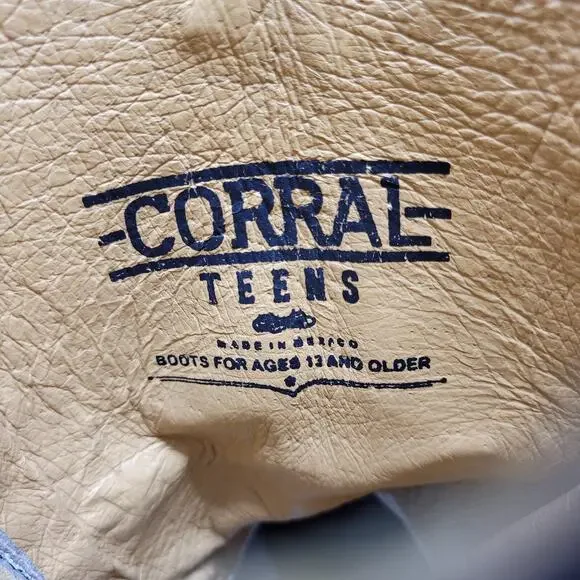 CORRAL
TEENS
MADE IN MEXICO
BOOTS FOR AGES 13 AND OLDER